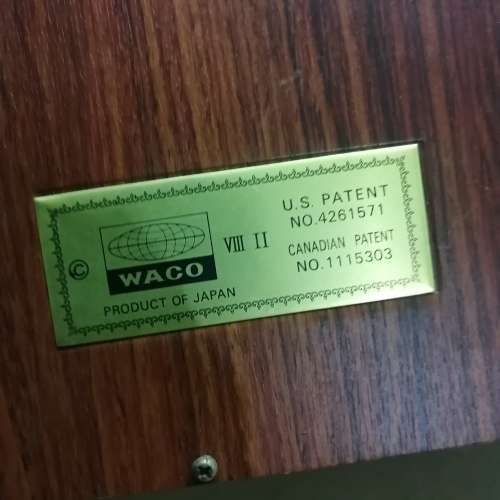 ©
WACO
VIII II
PRODUCT OF JAPAN
U.S. PATENT
NO.4261571
CANADIAN PATENT
NO.1115303